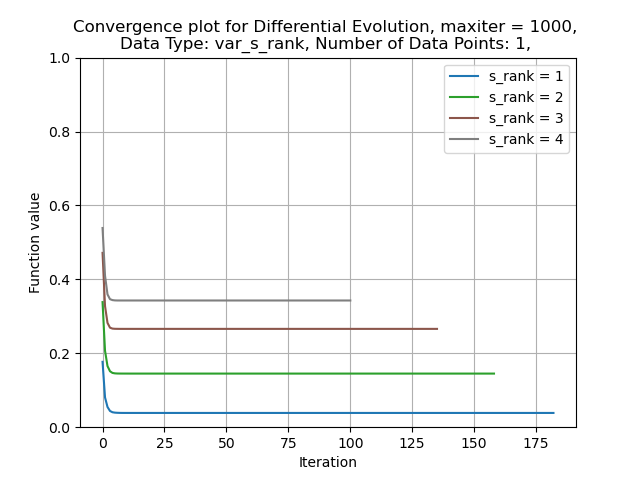 Convergence plot for Differential Evolution, maxiter = 1000,
Data Type: var_s_rank, Number of Data Points: 1,
1.0
0.8
0.6
0.4
0.2
0.0
Function value
s_rank = 1
s_rank = 2
s_rank = 3
s_rank = 4
0 25 50 75 100 125 150 175
Iteration